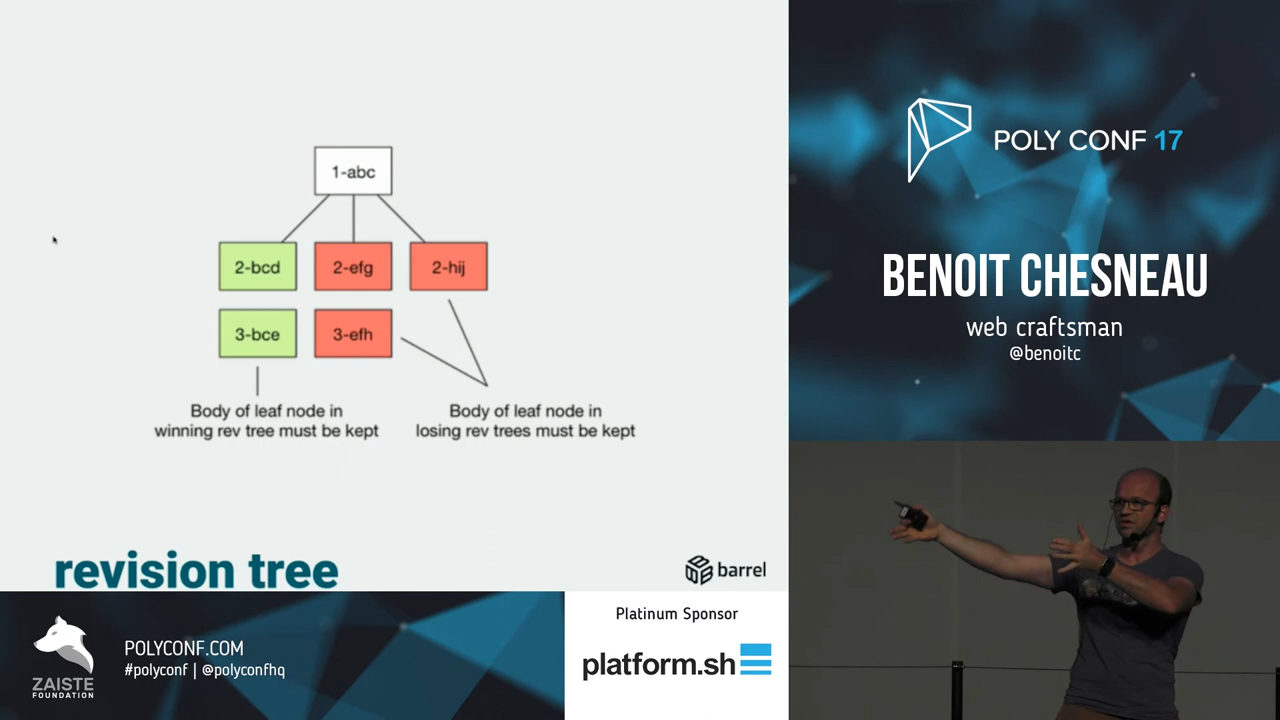 1-abc
2-bcd
2-efg
2-hij
3-bce
3-efh
Body of leaf node in
winning rev tree must be kept
Body of leaf node in
losing rev trees must be kept
revision tree
barrel
POLY CONF 17
BENOIT CHESNEAU
web craftsman
@benoitc
ZAISTE
FOUNDATION
POLYCONF.COM
#polyconf | @polyconfhq
Platinum Sponsor
platform.sh